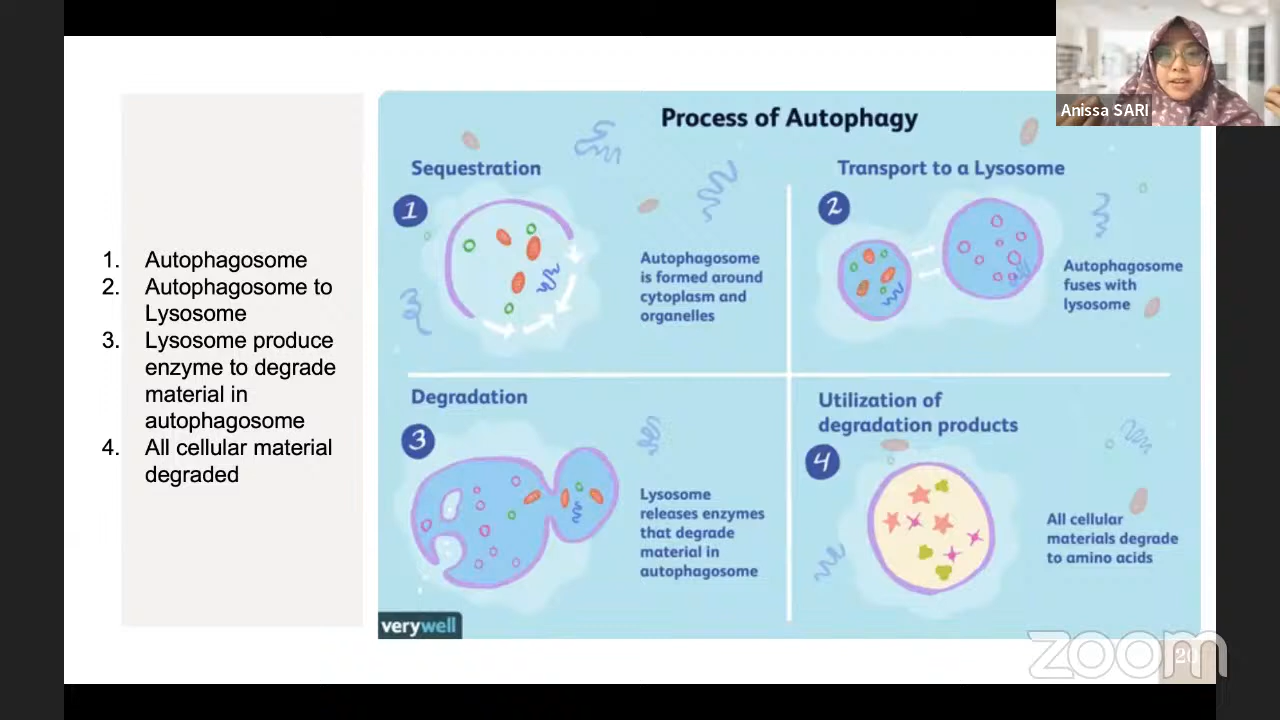 Anissa SARI
1. Autophagosome
2. Autophagosome to
Lysosome
3. Lysosome produce
enzyme to degrade
material in
autophagosome
4. All cellular material
degraded
Process of Autophagy
Sequestration
1
Autophagosome
is formed around
cytoplasm and
organelles
Transport to a Lysosome
2
Autophagosome
fuses with
lysosome
Degradation
3
Lysosome
releases enzymes
that degrade
material in
autophagosome
Utilization of
degradation products
4
All cellular
materials degrade
to amino acids
verywell
zoom
20